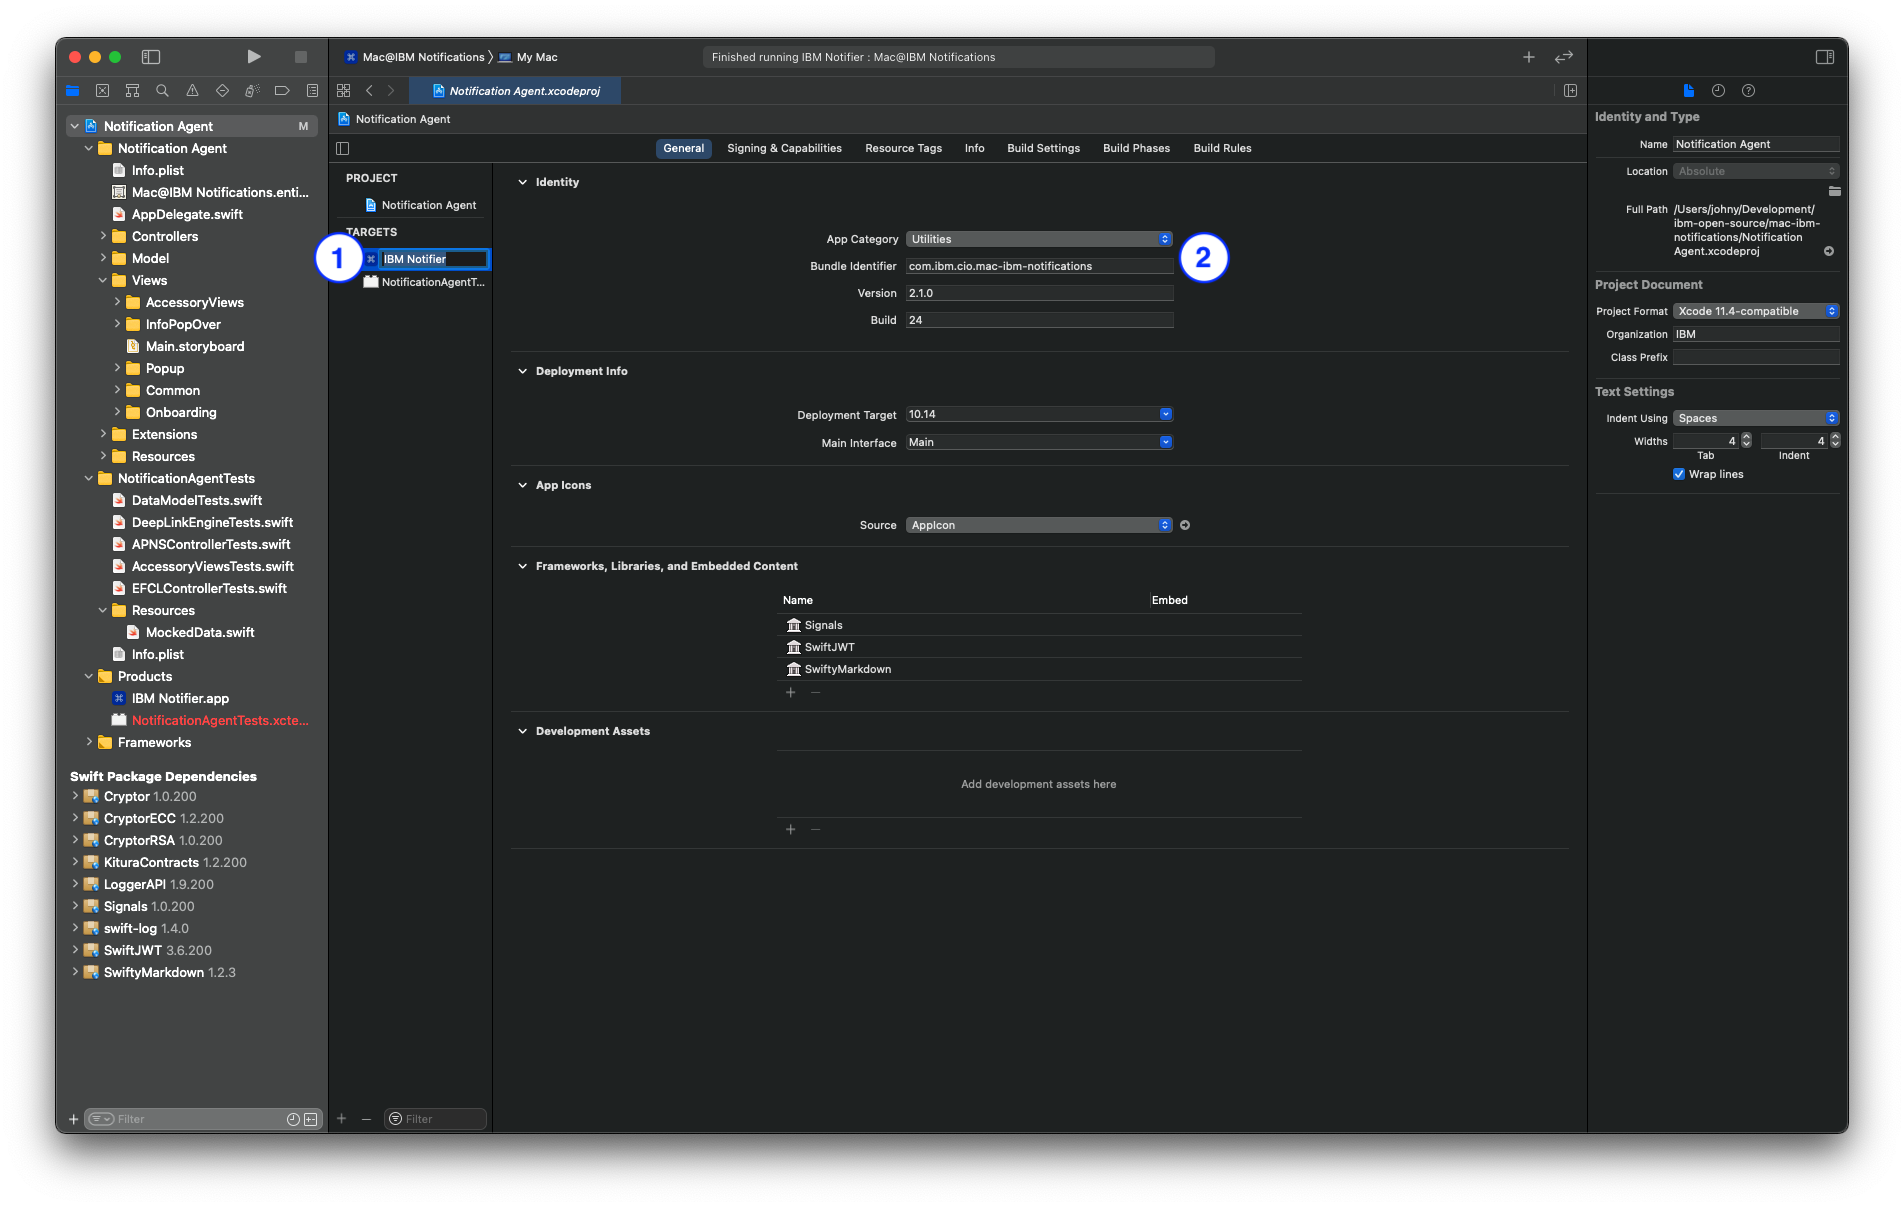 Mac@IBM Notifications
My Mac
Finished running IBM Notifier : Mac@IBM Notifications
Notification Agent.xcodeproj
Notification Agent
M
Notification Agent
Info.plist
Mac@IBM Notifications.enti...
AppDelegate.swift
Controllers
Model
Views
AccessoryViews
InfoPopOver
Main.storyboard
Popup
Common
Onboarding
Extensions
Resources
NotificationAgentTests
DataModelTests.swift
DeepLinkEngineTests.swift
APNSControllerTests.swift
AccessoryViewsTests.swift
EFCLControllerTests.swift
Resources
MockedData.swift
Info.plist
Products
IBM Notifier.app
NotificationAgentTests.xcte...
Frameworks
Swift Package Dependencies
Cryptor 1.0.200
CryptorECC 1.2.200
CryptorRSA 1.0.200
KituraContracts 1.2.200
LoggerAPI 1.9.200
Signals 1.0.200
swift-log 1.4.0
SwiftJWT 3.6.200
SwiftyMarkdown 1.2.3
Filter
Notification Agent
General Signing & Capabilities Resource Tags Info Build Settings Build Phases Build Rules
PROJECT
Notification Agent
TARGETS
1
IBM Notifier
NotificationAgentT...
Filter
Identity
App Category Utilities
2
Bundle Identifier com.ibm.cio.mac-ibm-notifications
Version 2.1.0
Build 24
Deployment Info
Deployment Target 10.14
Main Interface Main
App Icons
Source AppIcon
Frameworks, Libraries, and Embedded Content
Name Embed
Signals
SwiftJWT
SwiftyMarkdown
Development Assets
Add development assets here
Identity and Type
Name Notification Agent
Location Absolute
Full Path /Users/johny/Development/
ibm-open-source/mac-ibm-
notifications/Notification
Agent.xcodeproj
Project Document
Project Format Xcode 11.4-compatible
Organization IBM
Class Prefix
Text Settings
Indent Using Spaces
Widths 4 4
Tab Indent
Wrap lines